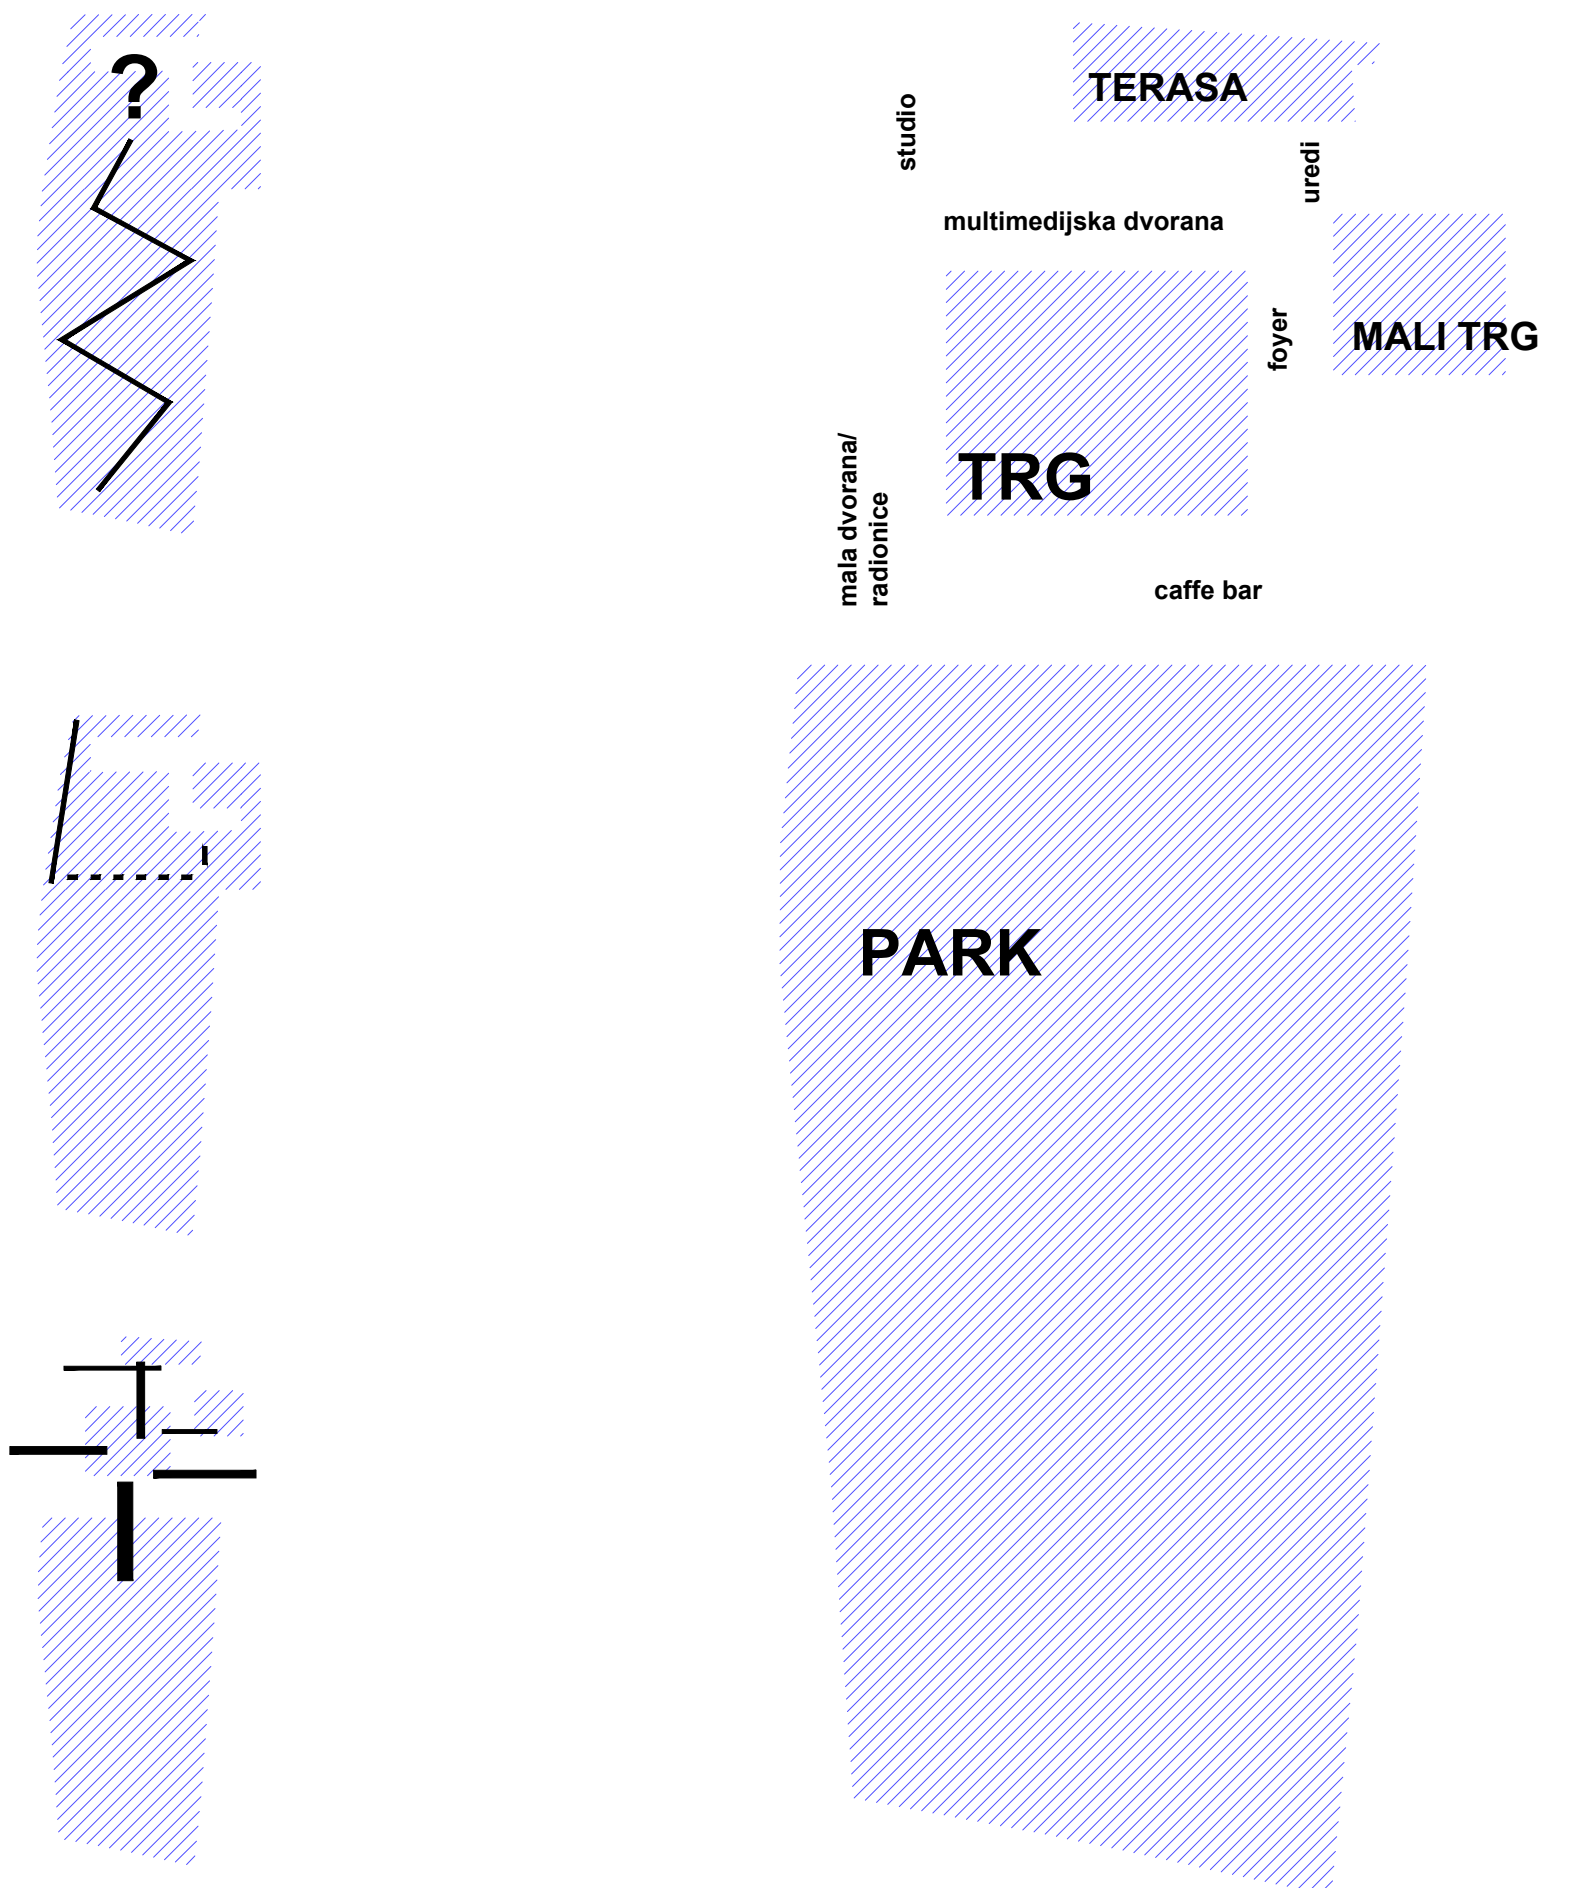 ?
TERASA
studio
uredi
multimedijska dvorana
foyer
MALI TRG
TRG
mala dvorana/
radionice
caffe bar
PARK